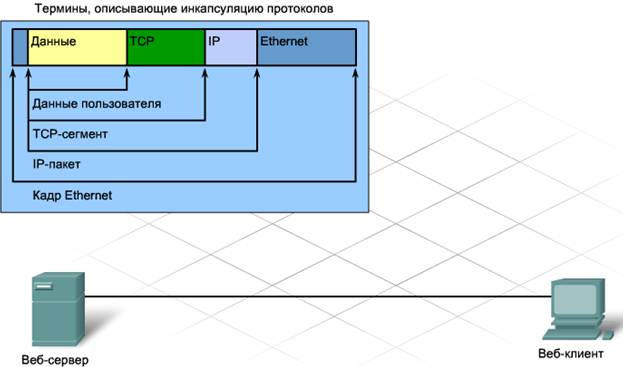 Термины, описывающие инкапсуляцию протоколов
Данные TCP IP Ethernet
Данные пользователя
TCP-сегмент
IP-пакет
Кадр Ethernet
Веб-сервер
Веб-клиент